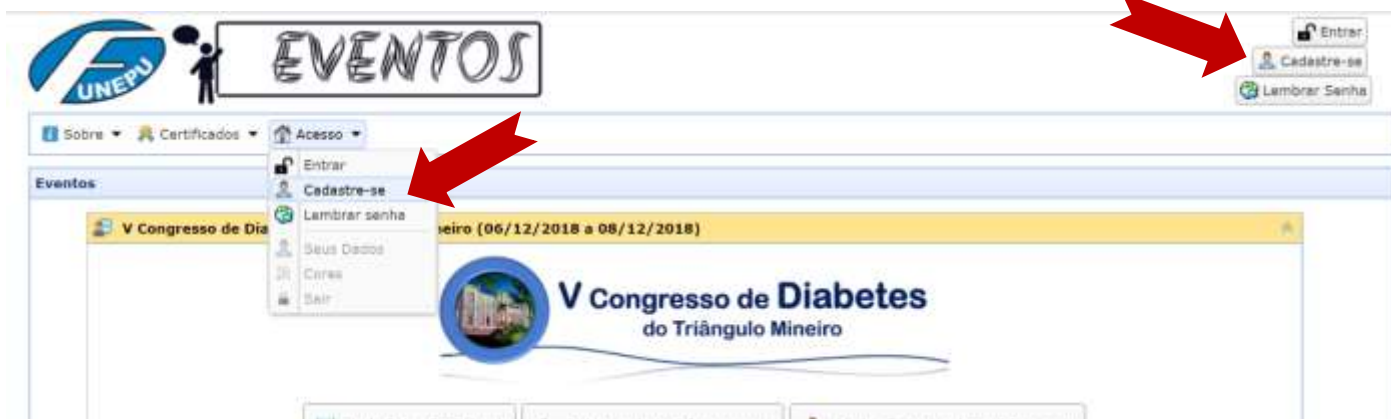 UNEPU
EVENTOS
Entrar
Cadastre-se
Lembrar Senha
Sobre
Certificados
Acesso
Entrar
Cadastre-se
Lembrar senha
Seus Dados
Cores
Sair
Eventos
V Congresso de Dia
neiro (06/12/2018 a 08/12/2018)
V Congresso de Diabetes
do Triângulo Mineiro